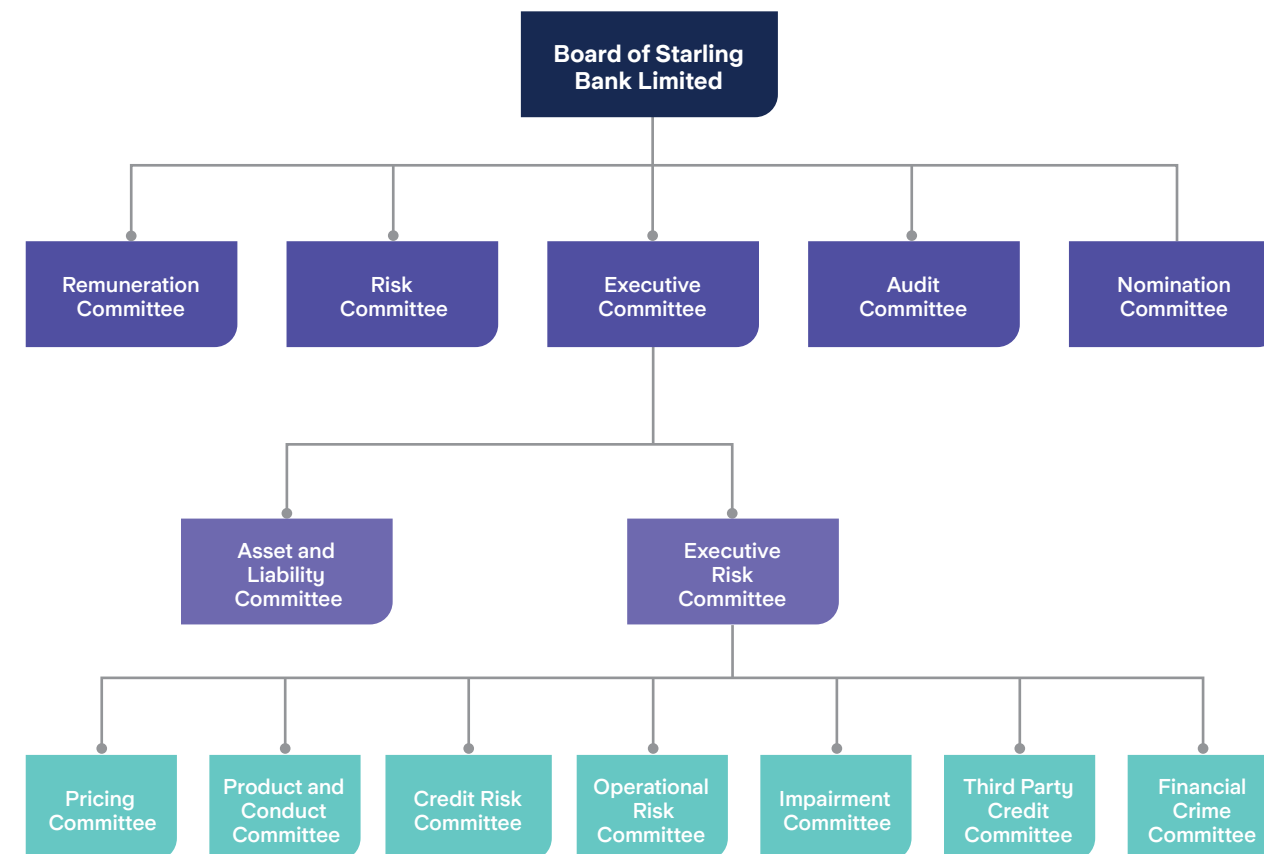 Board of Starling
Bank Limited
Remuneration
Committee
Risk
Committee
Executive
Committee
Audit
Committee
Nomination
Committee
Asset and
Liability
Committee
Executive
Risk
Committee
Pricing
Committee
Product and
Conduct
Committee
Credit Risk
Committee
Operational
Risk
Committee
Impairment
Committee
Third Party
Credit
Committee
Financial
Crime
Committee